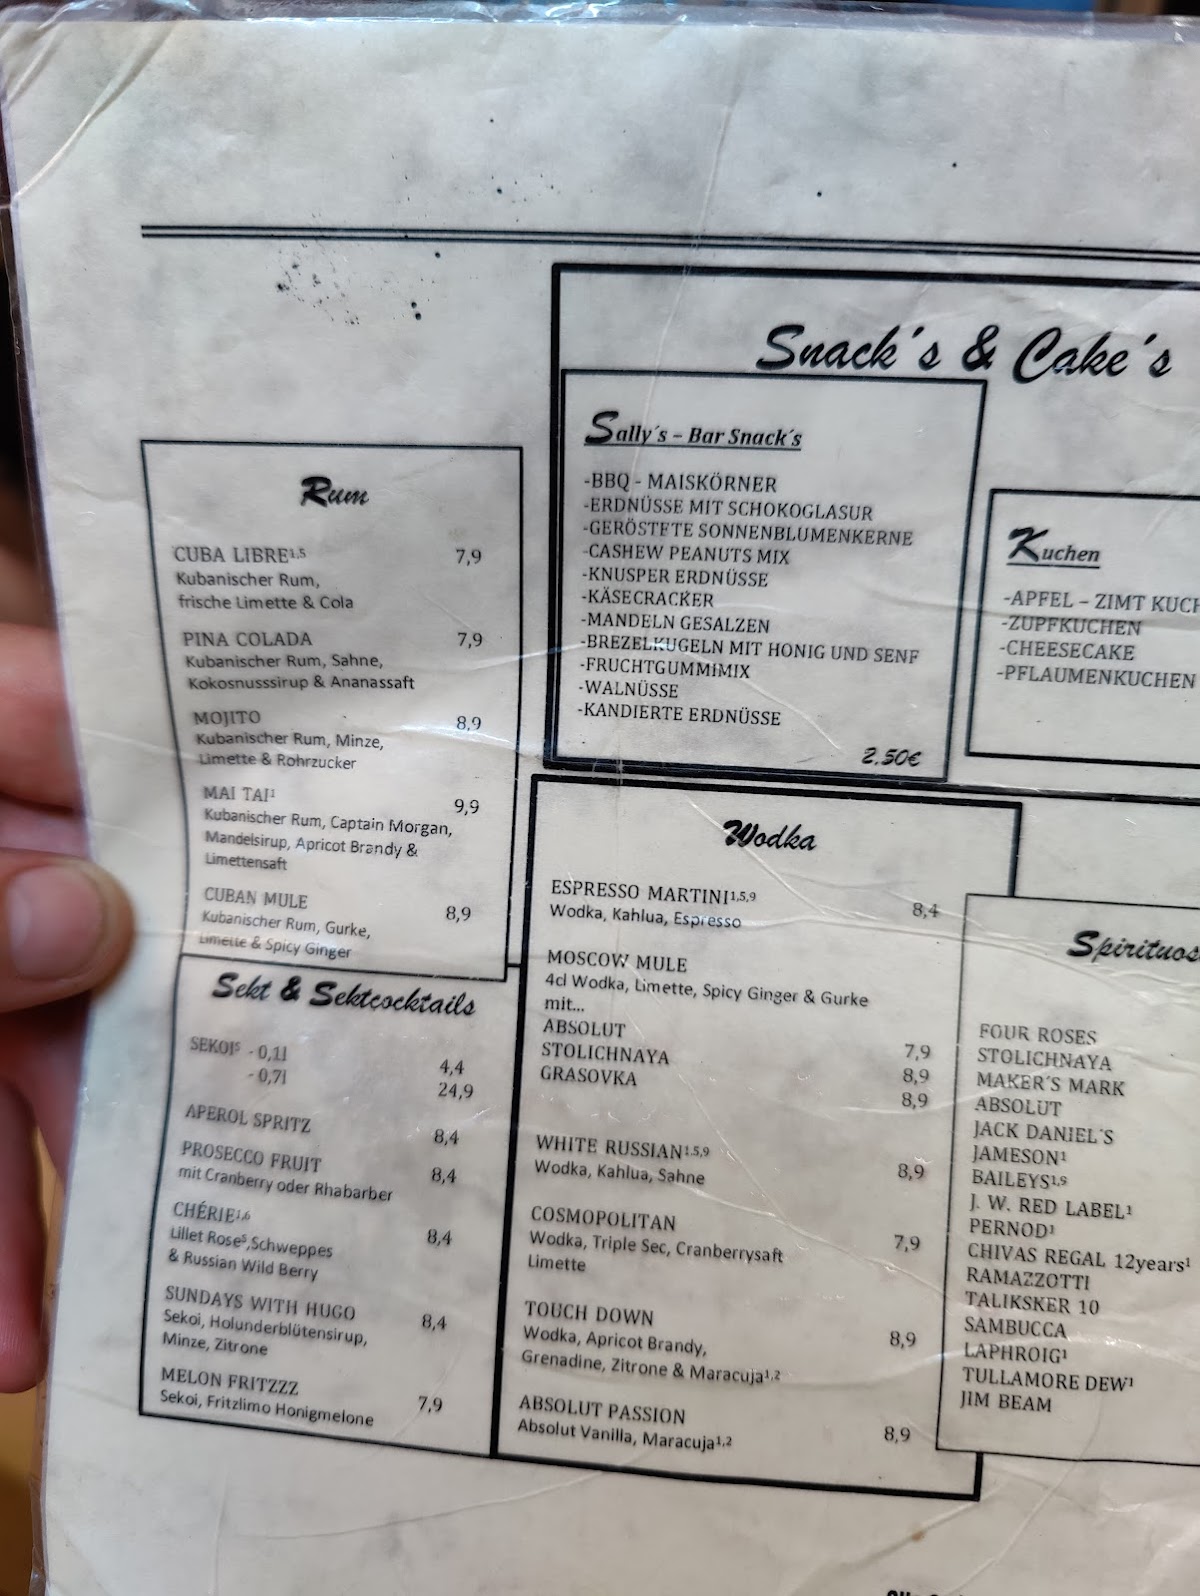 Snack´s & Cake´s
Sally´s – Bar Snack´s
-BBQ - MAISKÖRNER
-ERDNÜSSE MIT SCHOKOGLASUR
-GERÖSTETE SONNENBLUMENKERNE
-CASHEW PEANUTS MIX
-KNUSPER ERDNÜSSE
-KÄSECRACKER
-MANDELN GESALZEN
-BREZELKUGELN MIT HONIG UND SENF
-FRUCHTGUMMIMIX
-WALNÜSSE
-KANDIERTE ERDNÜSSE
2.50€
Kuchen
-APFEL – ZIMT KUCH
-ZUPFKUCHEN
-CHEESECAKE
-PFLAUMENKUCHEN
Rum
CUBA LIBRE¹,⁵ 7,9
Kubanischer Rum,
frische Limette & Cola
PINA COLADA 7,9
Kubanischer Rum, Sahne,
Kokosnusssirup & Ananassaft
MOJITO 8,9
Kubanischer Rum, Minze,
Limette & Rohrzucker
MAI TAI¹ 9,9
Kubanischer Rum, Captain Morgan,
Mandelsirup, Apricot Brandy &
Limettensaft
CUBAN MULE 8,9
Kubanischer Rum, Gurke,
Limette & Spicy Ginger
Sekt & Sektcocktails
SEKOI⁵ - 0,1l 4,4
- 0,7l 24,9
APEROL SPRITZ 8,4
PROSECCO FRUIT 8,4
mit Cranberry oder Rhabarber
CHÉRIE¹,⁶ 8,4
Lillet Rose⁵,Schweppes
& Russian Wild Berry
SUNDAYS WITH HUGO 8,4
Sekoi, Holunderblütensirup,
Minze, Zitrone
MELON FRITZZZ 7,9
Sekoi, Fritzlimo Honigmelone
Wodka
ESPRESSO MARTINI¹,⁵,⁹ 8,4
Wodka, Kahlua, Espresso
MOSCOW MULE
4cl Wodka, Limette, Spicy Ginger & Gurke
mit...
ABSOLUT 7,9
STOLICHNAYA 8,9
GRASOVKA 8,9
WHITE RUSSIAN¹,⁵,⁹ 8,9
Wodka, Kahlua, Sahne
COSMOPOLITAN 7,9
Wodka, Triple Sec, Cranberrysaft
Limette
TOUCH DOWN 8,9
Wodka, Apricot Brandy,
Grenadine, Zitrone & Maracuja¹,²
ABSOLUT PASSION 8,9
Absolut Vanilla, Maracuja¹,²
Spirituos
FOUR ROSES
STOLICHNAYA
MAKER´S MARK
ABSOLUT
JACK DANIEL´S
JAMESON¹
BAILEYS¹,⁹
J. W. RED LABEL¹
PERNOD¹
CHIVAS REGAL 12years¹
RAMAZZOTTI
TALIKSKER 10
SAMBUCCA
LAPHROIG¹
TULLAMORE DEW¹
JIM BEAM